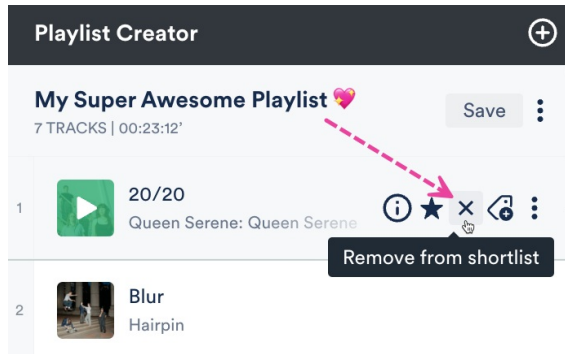 Playlist Creator
My Super Awesome Playlist 💖
Save
7 TRACKS | 00:23:12’
1
20/20
Queen Serene: Queen Serene
Remove from shortlist
2
Blur
Hairpin